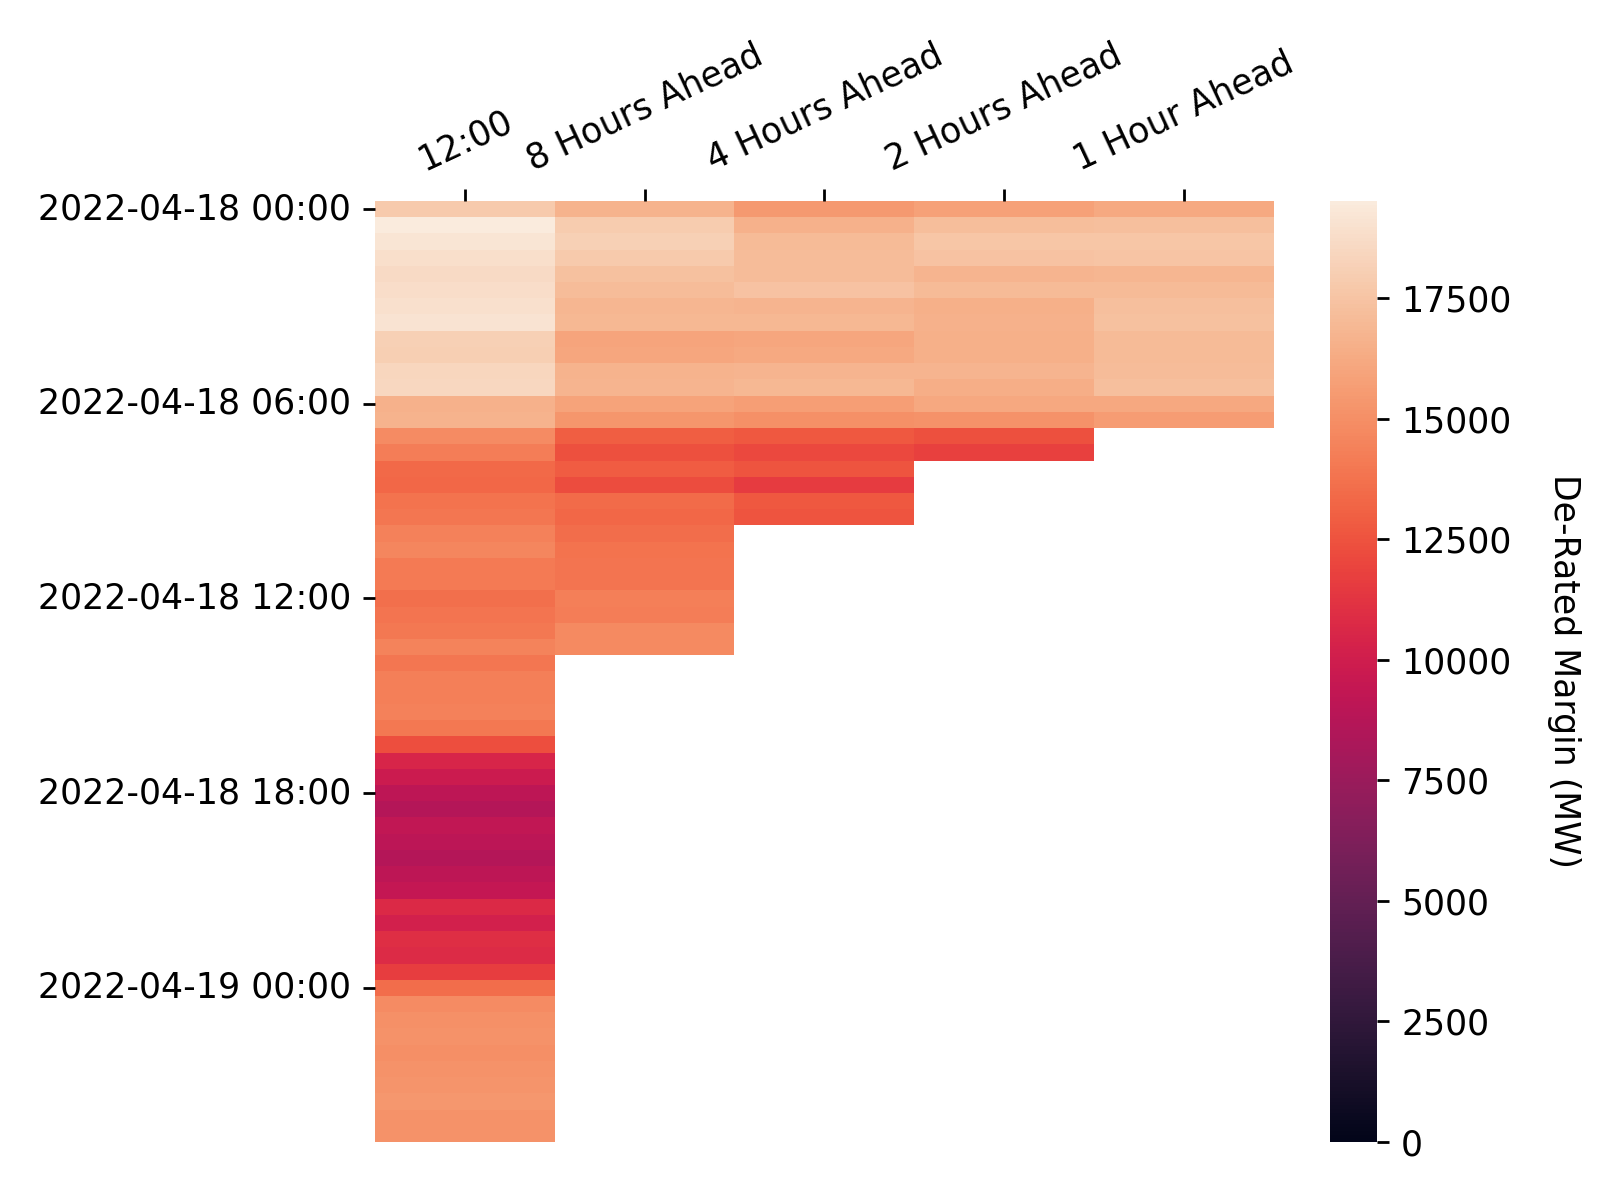 12:00
8 Hours Ahead
4 Hours Ahead
2 Hours Ahead
1 Hour Ahead
2022-04-18 00:00
2022-04-18 06:00
2022-04-18 12:00
2022-04-18 18:00
2022-04-19 00:00
17500
15000
12500
10000
7500
5000
2500
0
De-Rated Margin (MW)